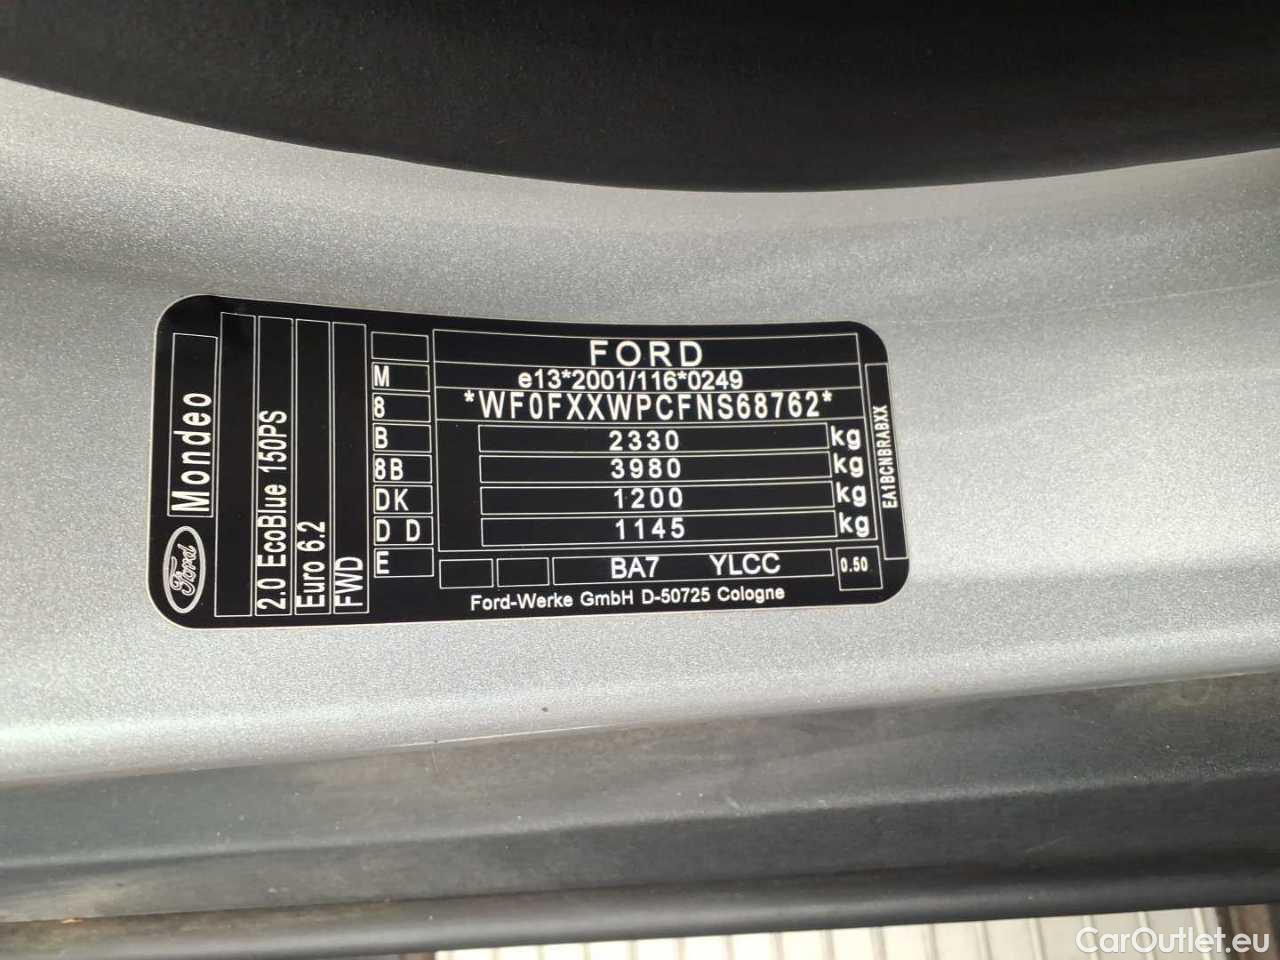 FORD
M e13*2001/116*0249
8 *WF0FXXWPCFNS68762*
B 2330 kg
8B 3980 kg
DK 1200 kg
D D 1145 kg
E BA7 YLCC 0.50
Ford-Werke GmbH D-50725 Cologne
Ford Mondeo
2.0 EcoBlue 150PS
Euro 6.2
FWD
EA1BCNBRABXX
CarOutlet.eu